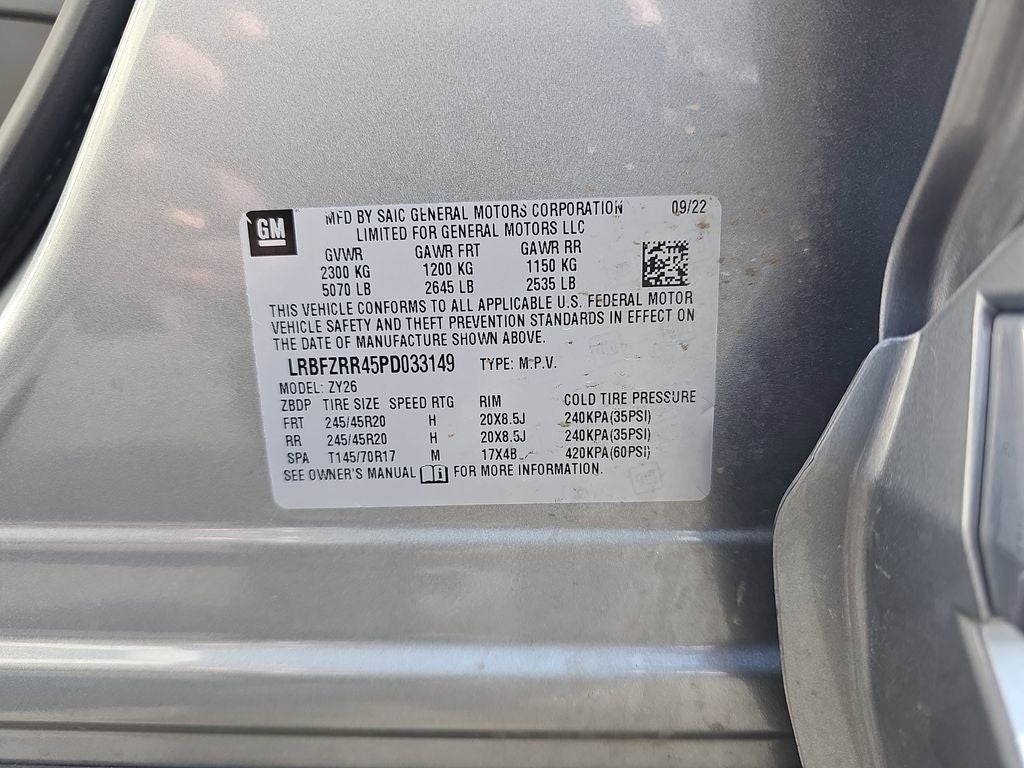 GM
MFD BY SAIC GENERAL MOTORS CORPORATION 09/22
LIMITED FOR GENERAL MOTORS LLC
GVWR GAWR FRT GAWR RR
2300 KG 1200 KG 1150 KG
5070 LB 2645 LB 2535 LB
THIS VEHICLE CONFORMS TO ALL APPLICABLE U.S. FEDERAL MOTOR
VEHICLE SAFETY AND THEFT PREVENTION STANDARDS IN EFFECT ON
THE DATE OF MANUFACTURE SHOWN ABOVE.
LRBFZRR45PD033149 TYPE: M.P.V.
MODEL: ZY26
ZBDP TIRE SIZE SPEED RTG RIM COLD TIRE PRESSURE
FRT 245/45R20 H 20X8.5J 240KPA(35PSI)
RR 245/45R20 H 20X8.5J 240KPA(35PSI)
SPA T145/70R17 M 17X4B 420KPA(60PSI)
SEE OWNER'S MANUAL FOR MORE INFORMATION.